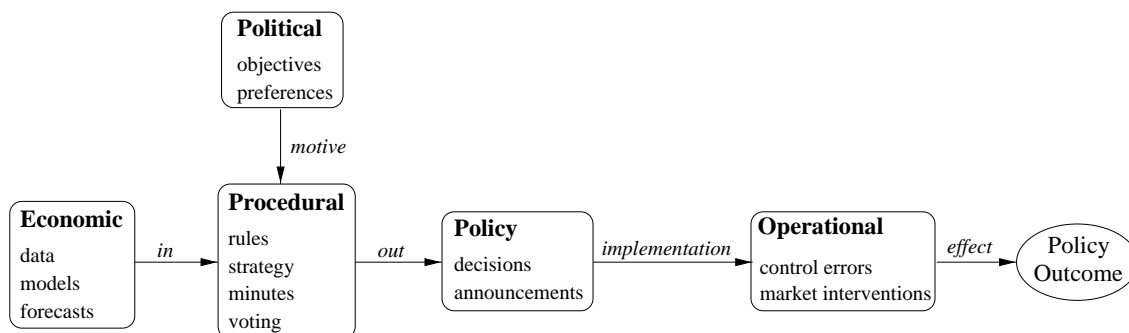 Political
objectives
preferences
motive
Economic
data
models
forecasts
in
Procedural
rules
strategy
minutes
voting
out
Policy
decisions
announcements
implementation
Operational
control errors
market interventions
effect
Policy
Outcome